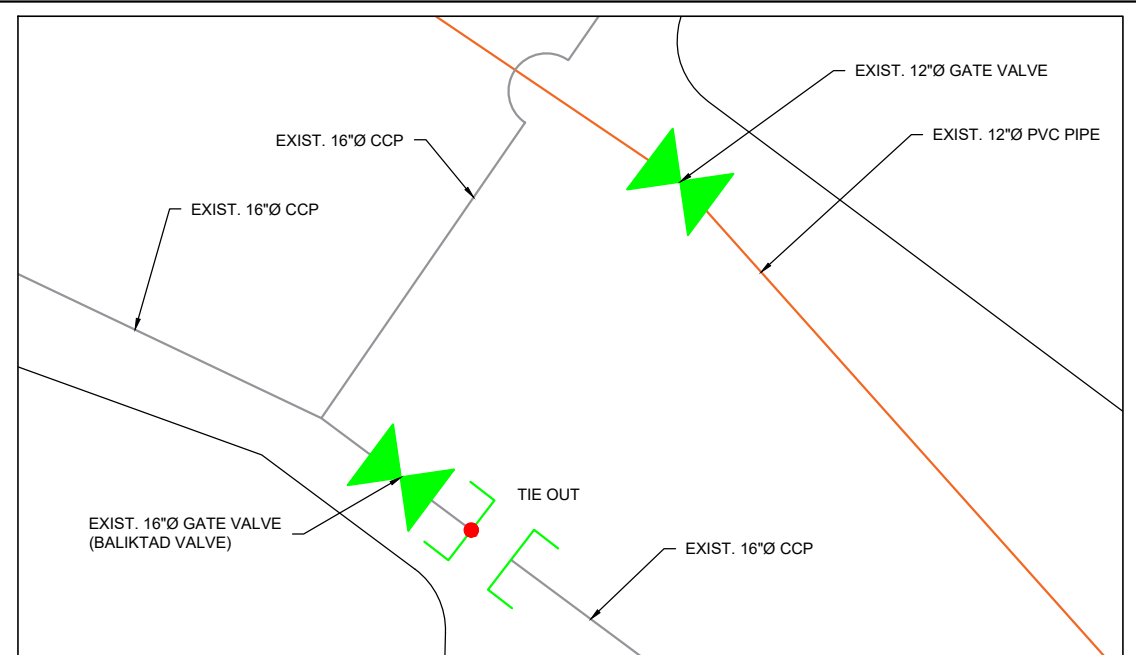 EXIST. 12"Ø GATE VALVE
EXIST. 12"Ø PVC PIPE
EXIST. 16"Ø CCP
EXIST. 16"Ø CCP
TIE OUT
EXIST. 16"Ø GATE VALVE
(BALIKTAD VALVE)
EXIST. 16"Ø CCP